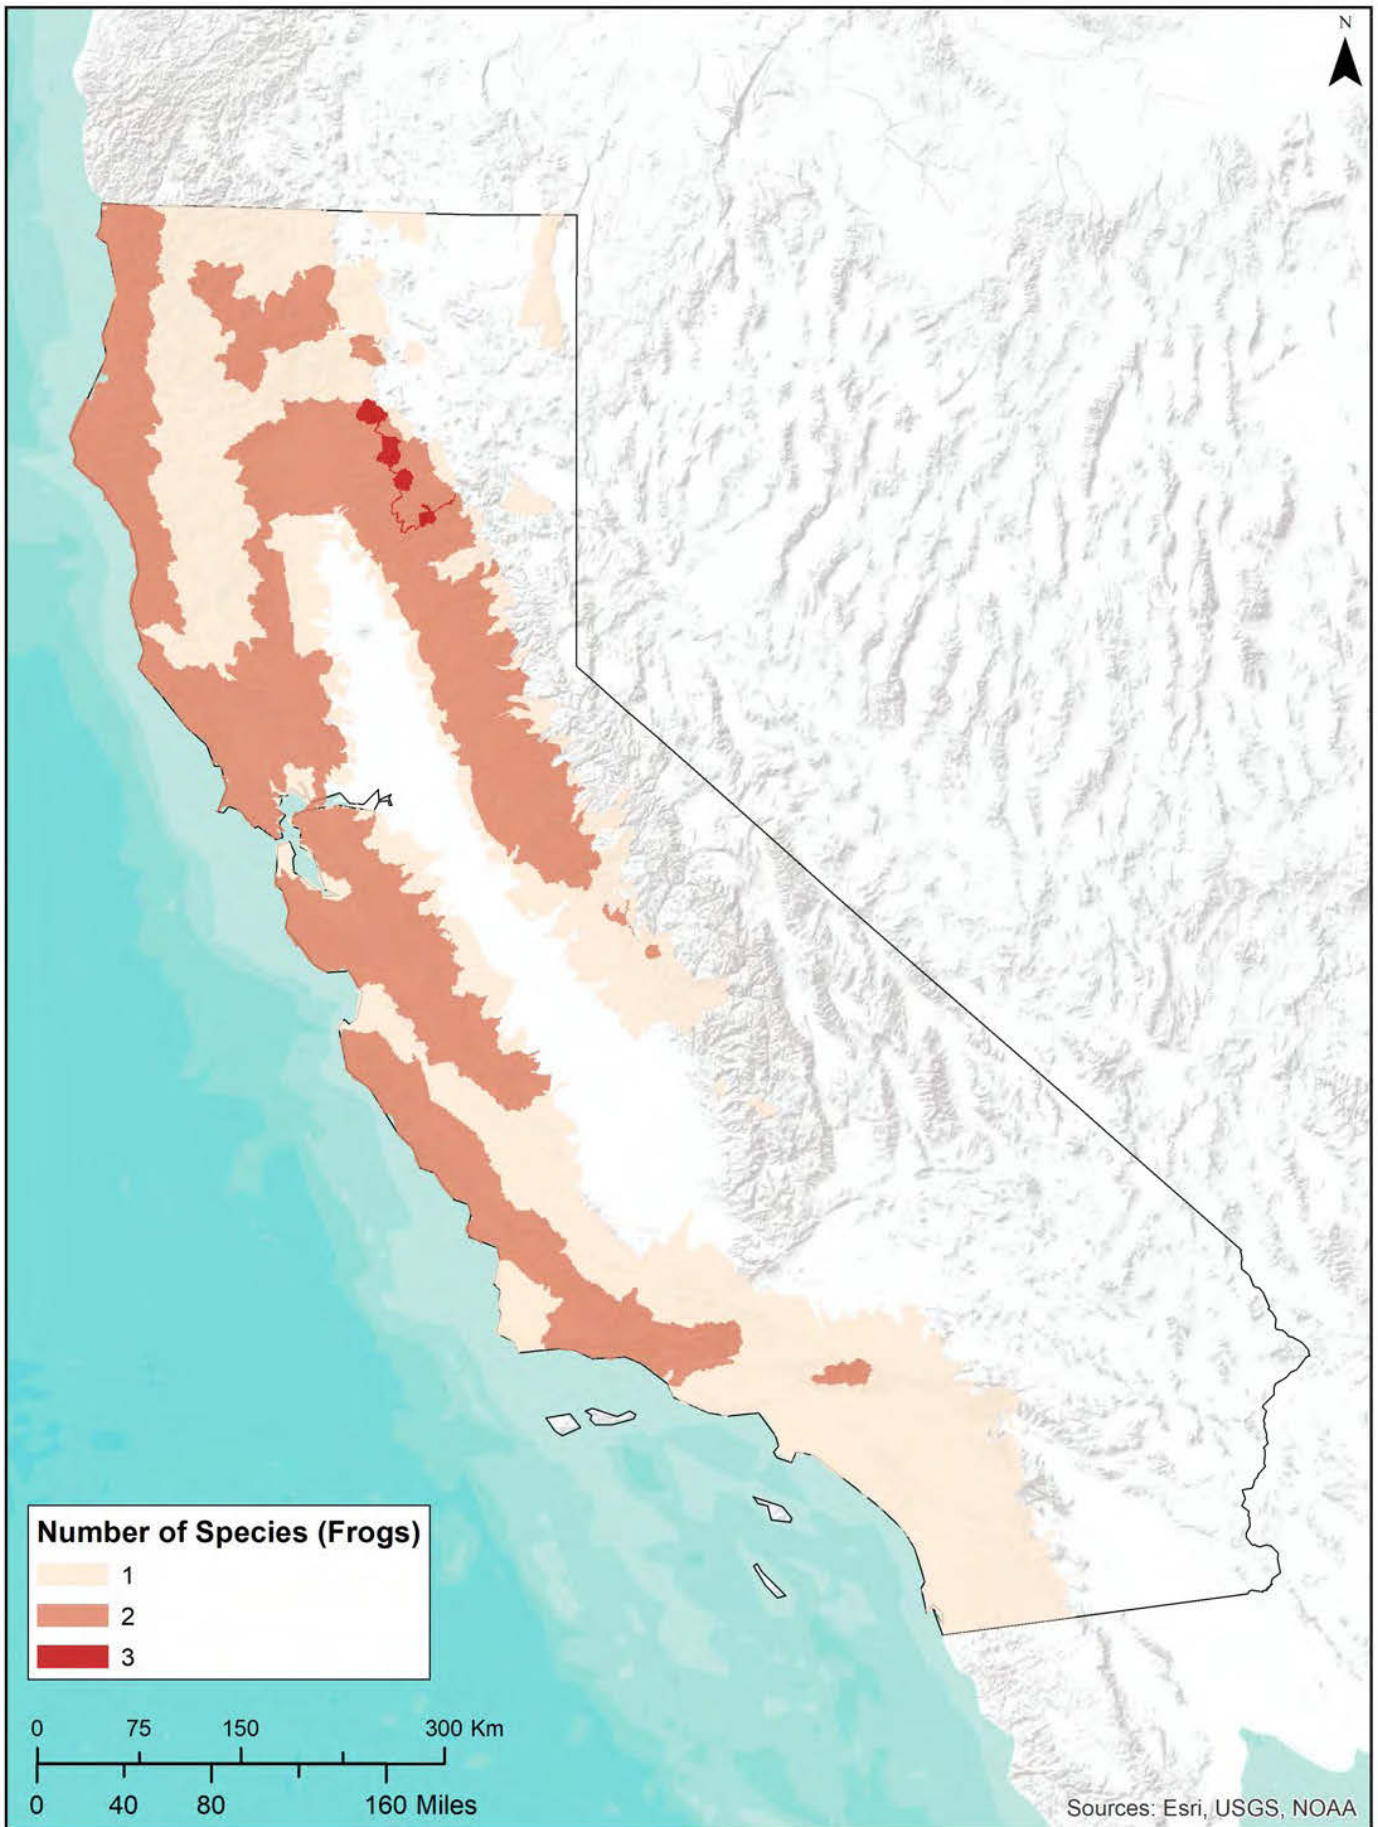 N
Number of Species (Frogs)
1
2
3
0 75 150 300 Km
0 40 80 160 Miles
Sources: Esri, USGS, NOAA